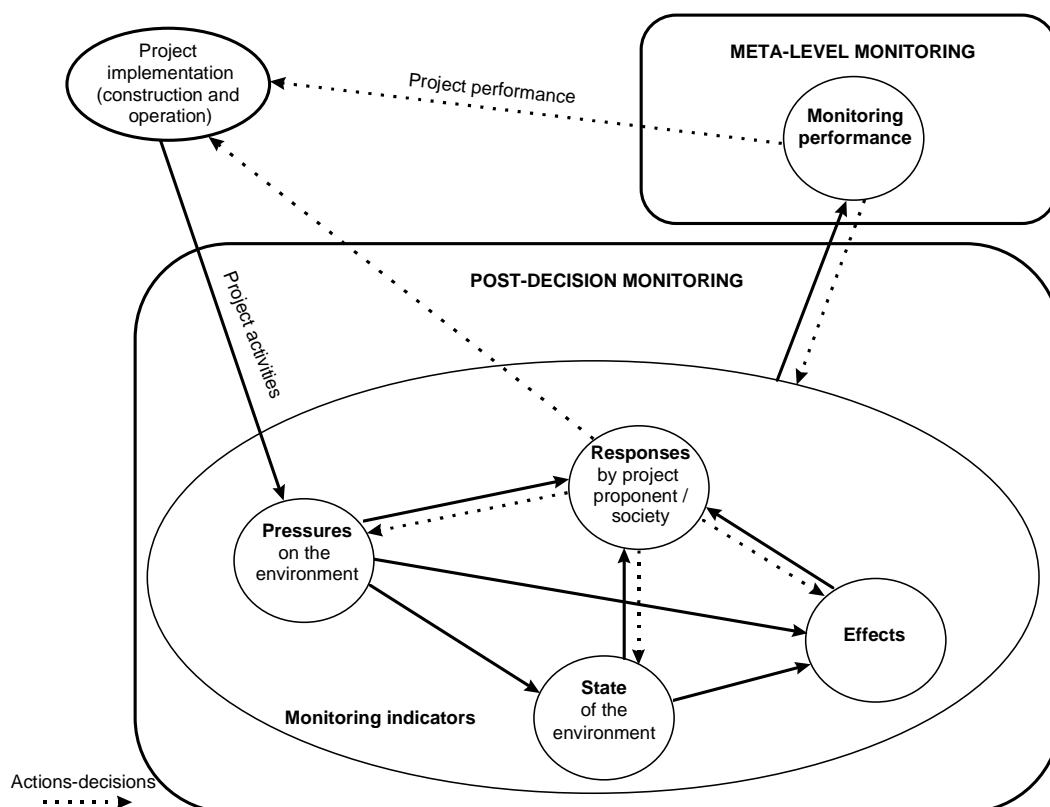 Project
implementation
(construction and
operation)
Project performance
META-LEVEL MONITORING
Monitoring
performance
POST-DECISION MONITORING
Project activities
Responses
by project
proponent /
society
Pressures
on the
environment
Effects
State
of the
environment
Monitoring indicators
Actions-decisions